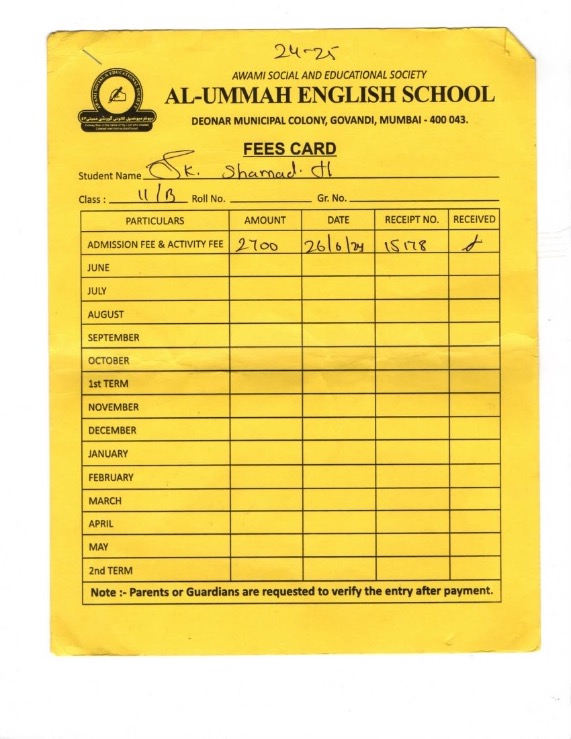 24-25
AWAMI SOCIAL AND EDUCATIONAL SOCIETY
AL-UMMAH ENGLISH SCHOOL
DEONAR MUNICIPAL COLONY, GOVANDI, MUMBAI - 400 043.
FEES CARD
Student Name Sk. Shamad. H
Class : 11/B Roll No. Gr. No.
PARTICULARS AMOUNT DATE RECEIPT NO. RECEIVED
ADMISSION FEE & ACTIVITY FEE 2700 26/6/24 15178
JUNE
JULY
AUGUST
SEPTEMBER
OCTOBER
1st TERM
NOVEMBER
DECEMBER
JANUARY
FEBRUARY
MARCH
APRIL
MAY
2nd TERM
Note :- Parents or Guardians are requested to verify the entry after payment.